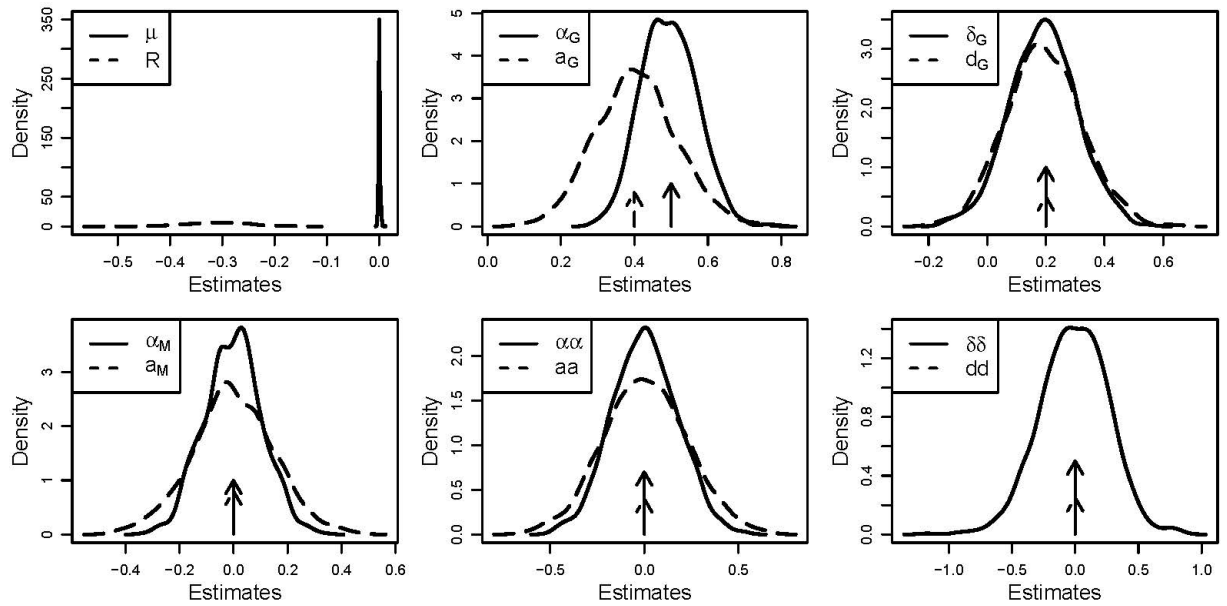 350
250
150
50
0
Density
μ
R
−0.5 −0.4 −0.3 −0.2 −0.1 0.0
Estimates
5
4
3
2
1
0
Density
α_G
a_G
0.0 0.2 0.4 0.6 0.8
Estimates
3.0
2.0
1.0
0.0
Density
δ_G
d_G
−0.2 0.0 0.2 0.4 0.6
Estimates
3
2
1
0
Density
α_M
a_M
−0.4 −0.2 0.0 0.2 0.4 0.6
Estimates
2.0
1.5
1.0
0.5
0.0
Density
αα
aa
−0.5 0.0 0.5
Estimates
1.2
0.8
0.4
0.0
Density
δδ
dd
−1.0 −0.5 0.0 0.5 1.0
Estimates